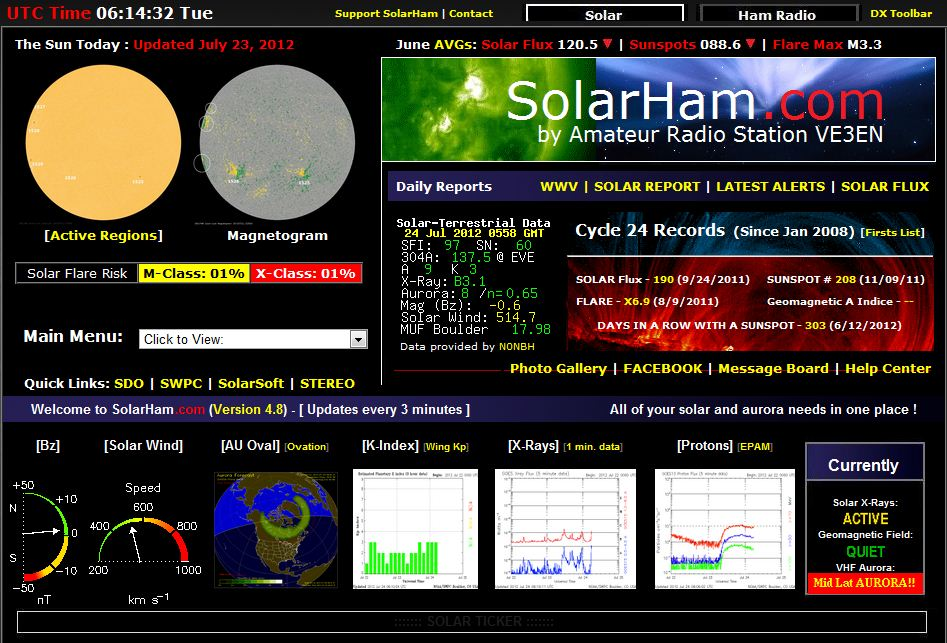 UTC Time 06:14:32 Tue
Support SolarHam | Contact
Solar
Ham Radio
DX Toolbar
The Sun Today : Updated July 23, 2012
June AVGs: Solar Flux 120.5 ▼ | Sunspots 088.6 ▼ | Flare Max M3.3
SolarHam.com
by Amateur Radio Station VE3EN
1528
1525
[Active Regions]
Magnetogram
Daily Reports
WWV | SOLAR REPORT | LATEST ALERTS | SOLAR FLUX
Solar-Terrestrial Data
24 Jul 2012 0558 GMT
SFI: 97 SN: 60
304A: 137.5 @ EVE
A 9 K 3
X-Ray: B3.1
Aurora: 8 /n=0.65
Mag (Bz): -0.6
Solar Wind: 514.7
MUF Boulder 17.98
Data provided by N0NBH
Cycle 24 Records (Since Jan 2008) [Firsts List]
SOLAR Flux - 190 (9/24/2011) SUNSPOT # 208 (11/09/11)
FLARE - X6.9 (8/9/2011) Geomagnetic A Indice - --
DAYS IN A ROW WITH A SUNSPOT - 303 (6/12/2012)
Solar Flare Risk M-Class: 01% X-Class: 01%
Main Menu: Click to View:
Photo Gallery | FACEBOOK | Message Board | Help Center
Quick Links: SDO | SWPC | SolarSoft | STEREO
Welcome to SolarHam.com (Version 4.8) - [ Updates every 3 minutes ]
All of your solar and aurora needs in one place !
[Bz]
[Solar Wind]
[AU Oval] [Ovation]
[K-Index] [Wing Kp]
[X-Rays] [1 min. data]
[Protons] [EPAM]
+50
+10
N
0
S
-10
-50
nT
Speed
600
400
800
200
1000
km s⁻¹
Currently
Solar X-Rays:
ACTIVE
Geomagnetic Field:
QUIET
VHF Aurora:
Mid Lat AURORA!!
::::::: SOLAR TICKER :::::::